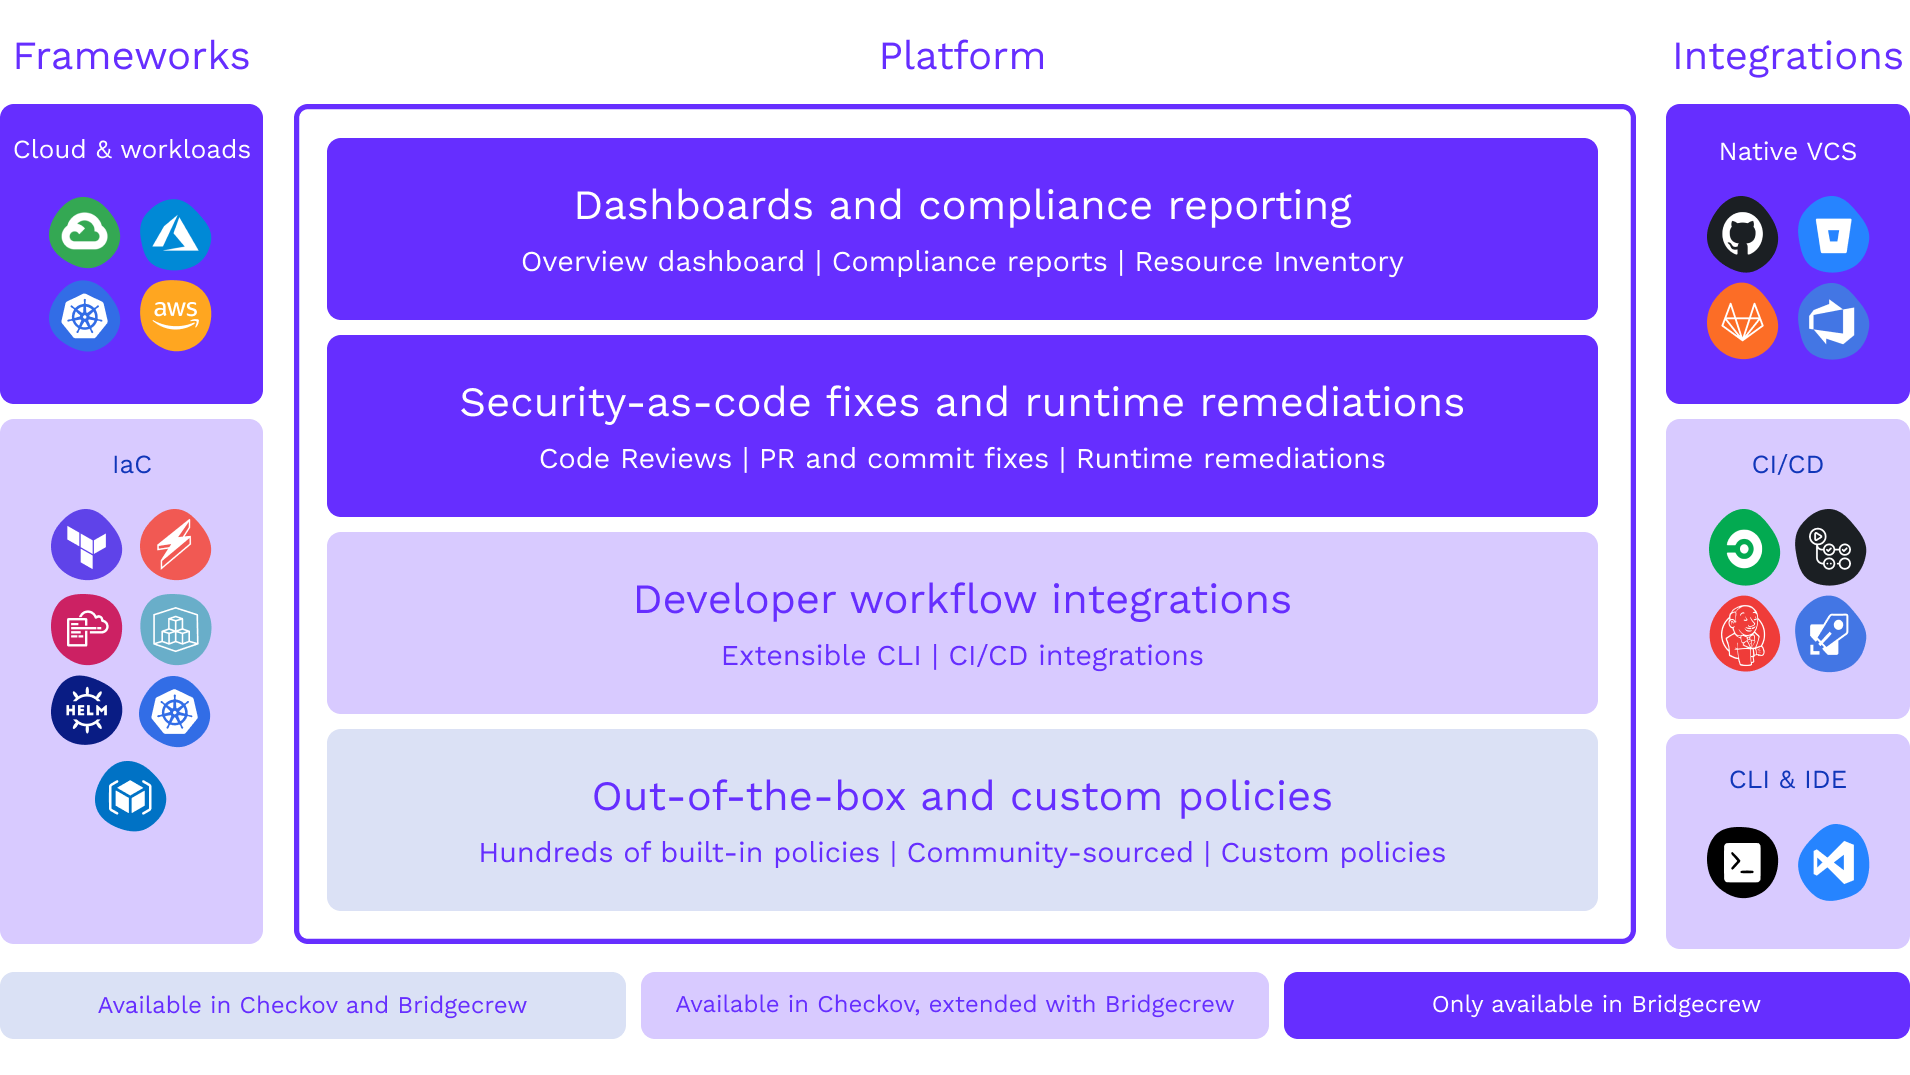 Frameworks
Platform
Integrations
Cloud & workloads
aws
IaC
HELM
Dashboards and compliance reporting
Overview dashboard | Compliance reports | Resource Inventory
Security-as-code fixes and runtime remediations
Code Reviews | PR and commit fixes | Runtime remediations
Developer workflow integrations
Extensible CLI | CI/CD integrations
Out-of-the-box and custom policies
Hundreds of built-in policies | Community-sourced | Custom policies
Native VCS
CI/CD
CLI & IDE
Available in Checkov and Bridgecrew
Available in Checkov, extended with Bridgecrew
Only available in Bridgecrew